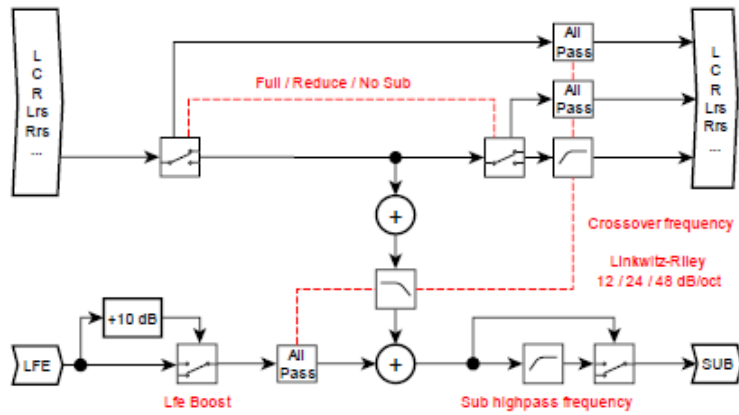 L
C
R
Lrs
Rrs
...
All
Pass
All
Pass
L
C
R
Lrs
Rrs
...
Full / Reduce / No Sub
+
Crossover frequency
Linkwitz-Riley
12 / 24 / 48 dB/oct
+10 dB
LFE
All
Pass
+
SUB
Lfe Boost
Sub highpass frequency